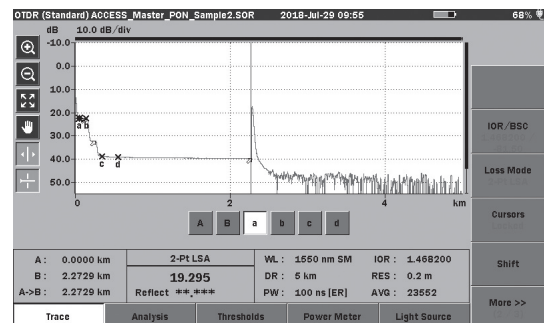 OTDR (Standard) ACCESS_Master_PON_Sample2.SOR 2018-Jul-29 09:55 68%
dB 10.0 dB/div
-10.0
0.0
10.0
20.0
30.0
40.0
50.0
a b
c d
0 2 4 km
A B a b c d
IOR/BSC
Loss Mode
Cursors
Shift
More >>
A: 0.0000 km 2-Pt LSA WL: 1550 nm SM IOR: 1.468200
B: 2.2729 km 19.295 DR: 5 km RES: 0.2 m
A->B: 2.2729 km Reflect **.*** PW: 100 ns [ER] AVG: 23552
Trace Analysis Thresholds Power Meter Light Source